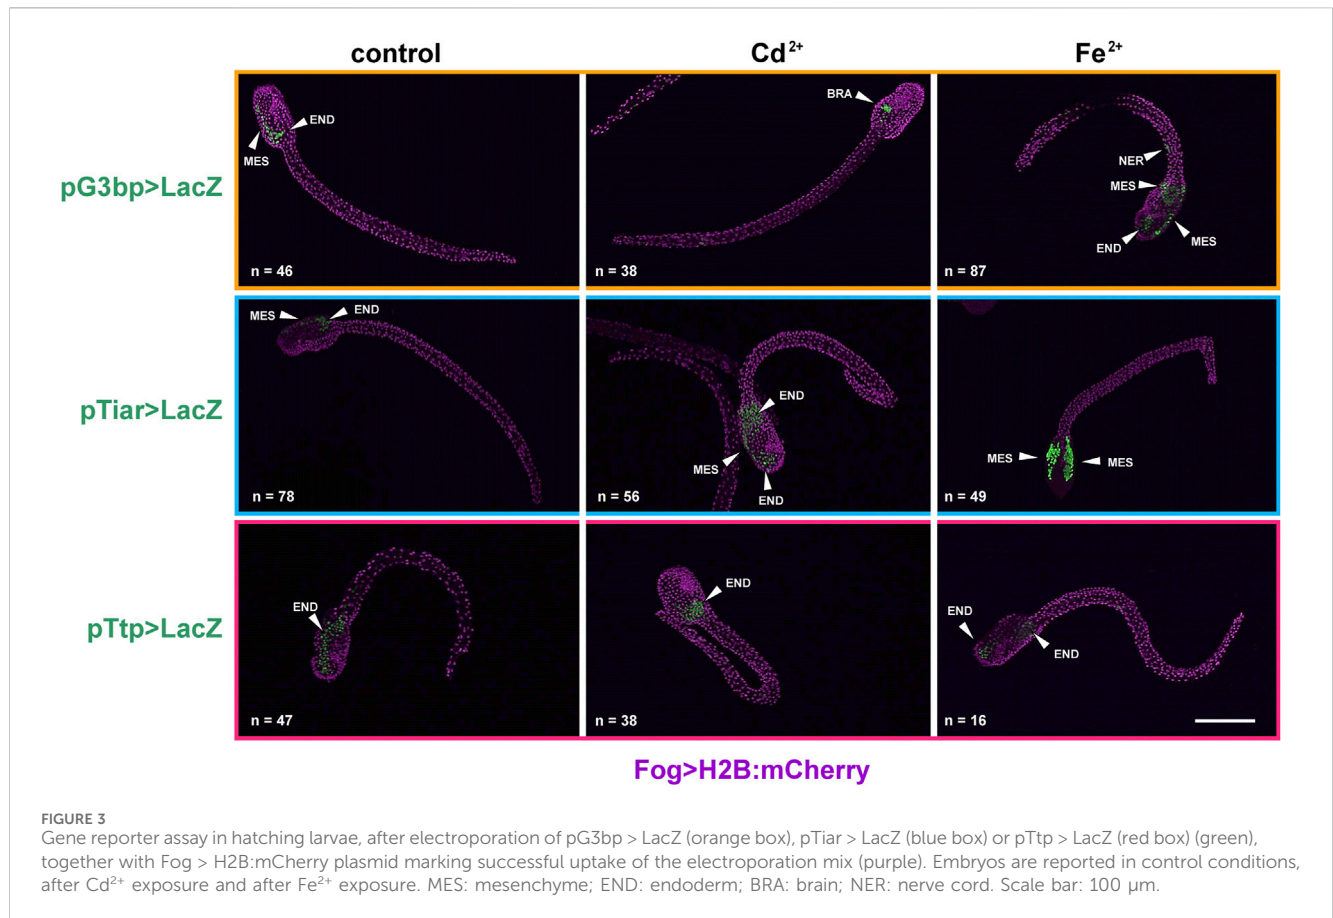 control
Cd2+
Fe2+
pG3bp>LacZ
END
MES
n = 46
BRA
n = 38
NER
MES
END
MES
n = 87
pTiar>LacZ
MES
END
n = 78
END
MES
END
n = 56
MES
MES
n = 49
pTtp>LacZ
END
n = 47
END
n = 38
END
END
n = 16
Fog>H2B:mCherry
FIGURE 3
Gene reporter assay in hatching larvae, after electroporation of pG3bp > LacZ (orange box), pTiar > LacZ (blue box) or pTtp > LacZ (red box) (green),
together with Fog > H2B:mCherry plasmid marking successful uptake of the electroporation mix (purple). Embryos are reported in control conditions,
after Cd²⁺ exposure and after Fe²⁺ exposure. MES: mesenchyme; END: endoderm; BRA: brain; NER: nerve cord. Scale bar: 100 μm.